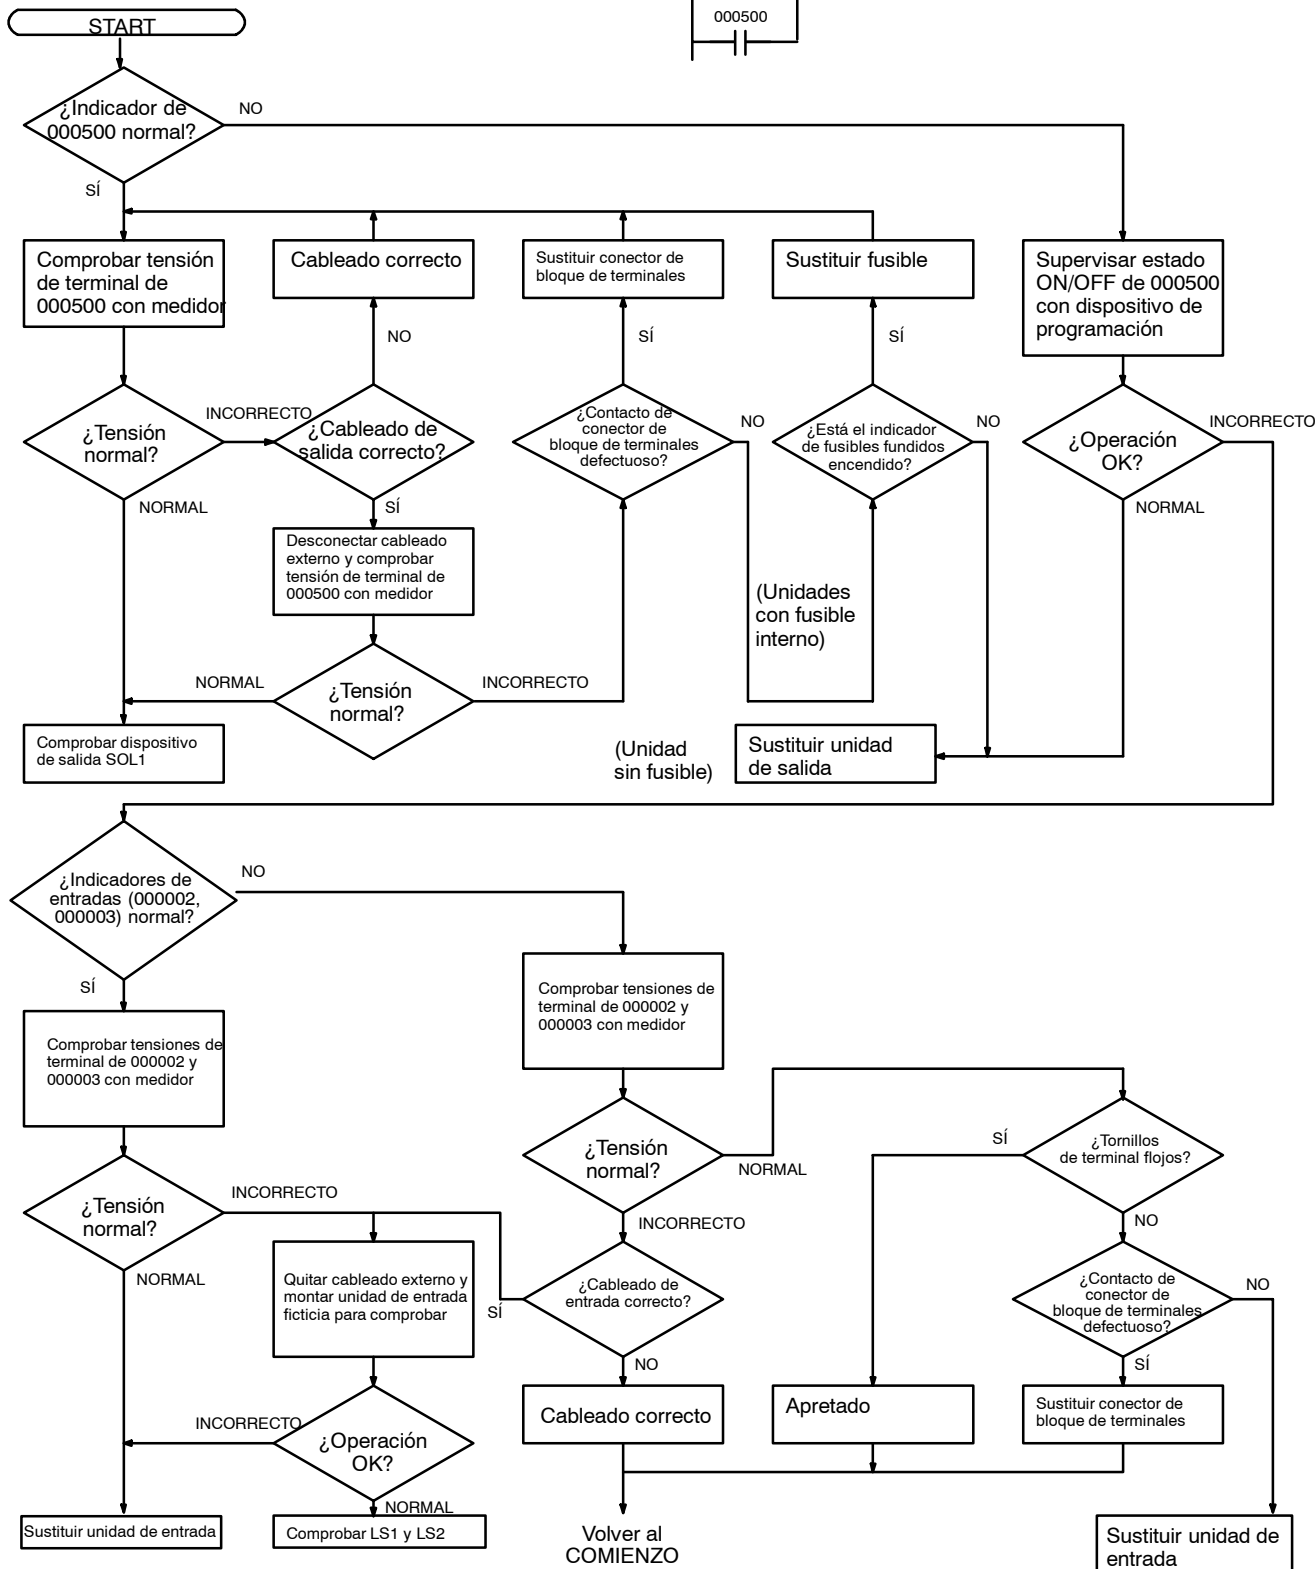 000500
START
¿Indicador de
000500 normal?
NO
SÍ
Comprobar tensión
de terminal de
000500 con medidor
Cableado correcto
Sustituir conector de
bloque de terminales
Sustituir fusible
Supervisar estado
ON/OFF de 000500
con dispositivo de
programación
NO
SÍ
SÍ
¿Tensión
normal?
INCORRECTO
¿Cableado de
salida correcto?
¿Contacto de
conector de
bloque de terminales
defectuoso?
NO
¿Está el indicador
de fusibles fundidos
encendido?
NO
¿Operación
OK?
INCORRECTO
NORMAL
SÍ
NORMAL
Desconectar cableado
externo y comprobar
tensión de terminal de
000500 con medidor
(Unidades
con fusible
interno)
NORMAL
¿Tensión
normal?
INCORRECTO
Comprobar dispositivo
de salida SOL1
(Unidad
sin fusible)
Sustituir unidad
de salida
¿Indicadores de
entradas (000002,
000003) normal?
NO
SÍ
Comprobar tensiones de
terminal de 000002 y
000003 con medidor
Comprobar tensiones de
terminal de 000002 y
000003 con medidor
¿Tensión
normal?
NORMAL
SÍ
¿Tornillos
de terminal flojos?
¿Tensión
normal?
INCORRECTO
INCORRECTO
NO
NORMAL
Quitar cableado externo y
montar unidad de entrada
ficticia para comprobar
SÍ
¿Cableado de
entrada correcto?
¿Contacto de
conector de
bloque de terminales
defectuoso?
NO
NO
SÍ
INCORRECTO
¿Operación
OK?
Cableado correcto
Apretado
Sustituir conector de
bloque de terminales
NORMAL
Sustituir unidad de entrada
Comprobar LS1 y LS2
Volver al
COMIENZO
Sustituir unidad de
entrada